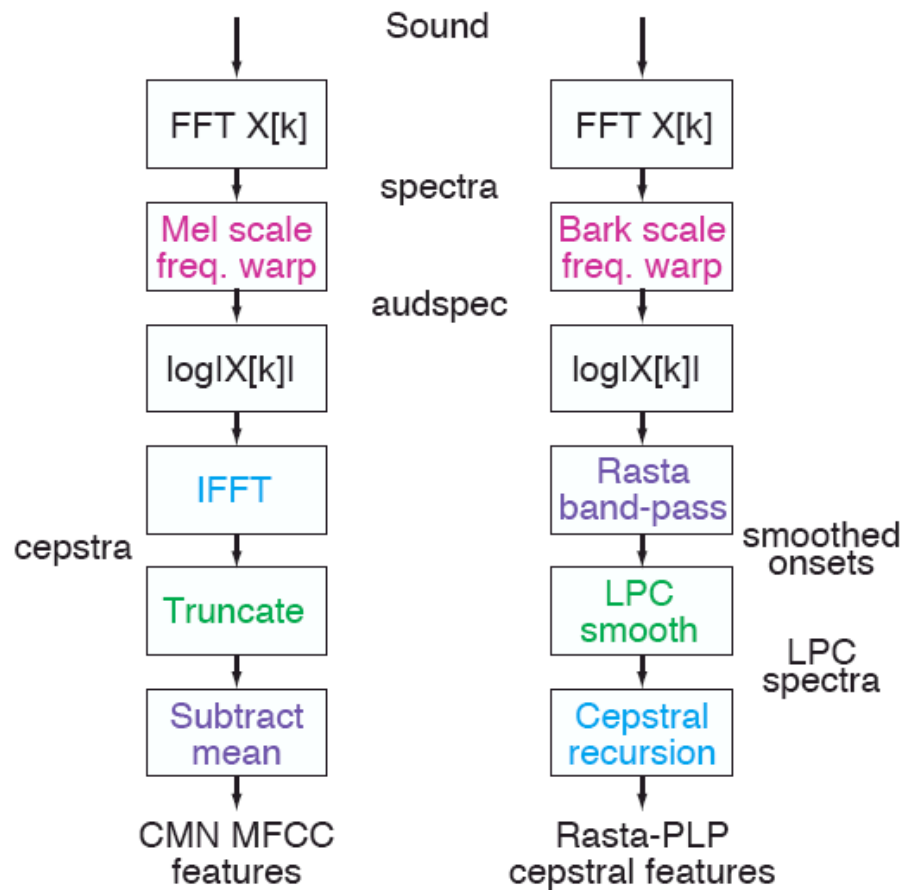 Sound
FFT X[k]
FFT X[k]
spectra
Mel scale
freq. warp
Bark scale
freq. warp
audspec
log|X[k]|
log|X[k]|
IFFT
Rasta
band-pass
cepstra
smoothed
onsets
Truncate
LPC
smooth
LPC
spectra
Subtract
mean
Cepstral
recursion
CMN MFCC
features
Rasta-PLP
cepstral features